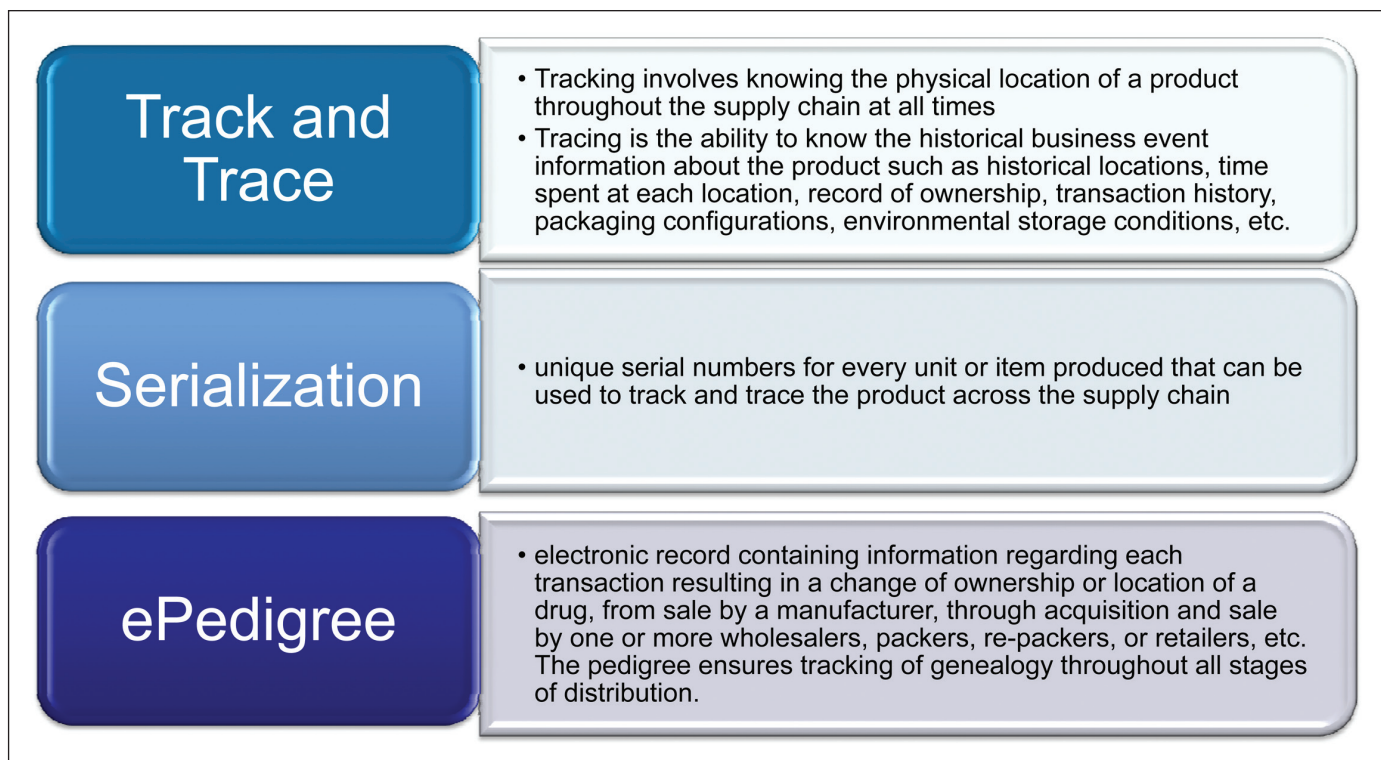 Track and
Trace
• Tracking involves knowing the physical location of a product
throughout the supply chain at all times
• Tracing is the ability to know the historical business event
information about the product such as historical locations, time
spent at each location, record of ownership, transaction history,
packaging configurations, environmental storage conditions, etc.
Serialization
• unique serial numbers for every unit or item produced that can be
used to track and trace the product across the supply chain
ePedigree
• electronic record containing information regarding each
transaction resulting in a change of ownership or location of a
drug, from sale by a manufacturer, through acquisition and sale
by one or more wholesalers, packers, re-packers, or retailers, etc.
The pedigree ensures tracking of genealogy throughout all stages
of distribution.